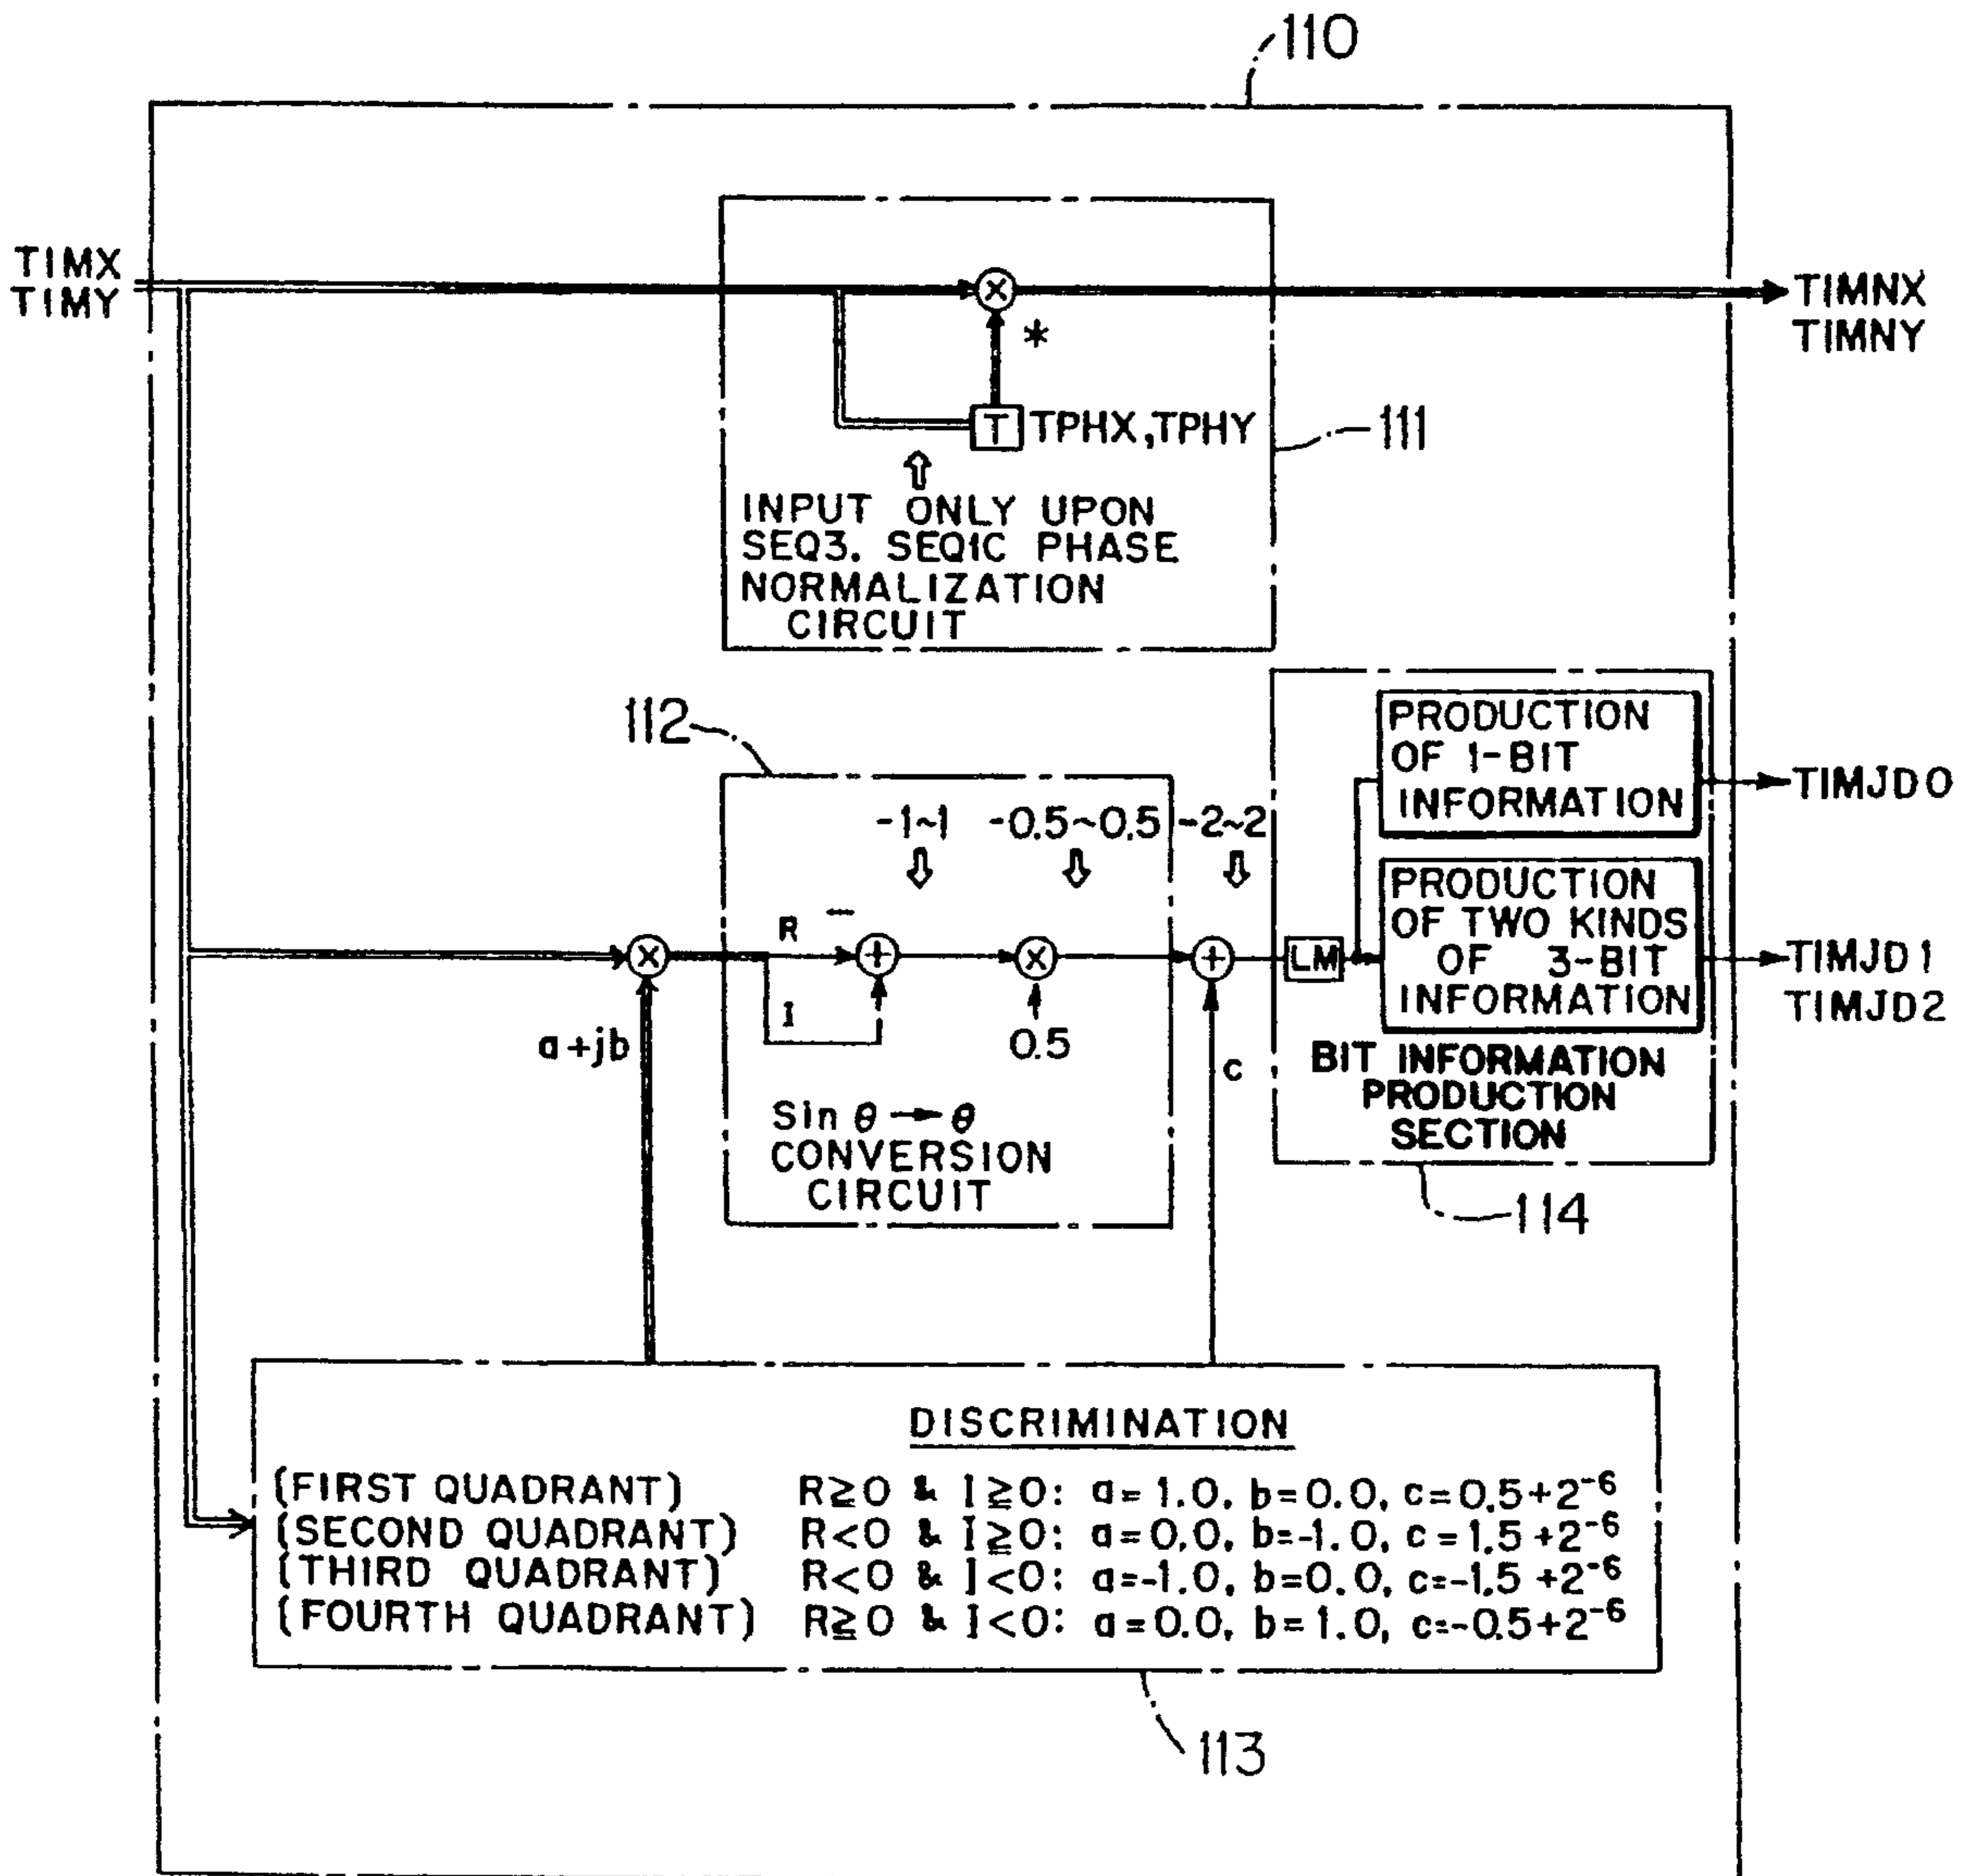 110
TIMX
TIMY
×
*
TIMNX
TIMNY
T TPHX,TPHY
111
INPUT ONLY UPON
SEQ3. SEQ1C PHASE
NORMALIZATION
CIRCUIT
112
-1~1 -0.5~0.5 -2~2
PRODUCTION
OF 1-BIT
INFORMATION
TIMJD0
PRODUCTION
OF TWO KINDS
OF 3-BIT
INFORMATION
TIMJD1
TIMJD2
R −
× + × + LM
I
a+jb
0.5
c
BIT INFORMATION
PRODUCTION
SECTION
Sin θ → θ
CONVERSION
CIRCUIT
114
DISCRIMINATION
(FIRST QUADRANT) R≧0 & I≧0: a=1.0, b=0.0, c=0.5+2⁻⁶
(SECOND QUADRANT) R<0 & I≧0: a=0.0, b=-1.0, c=1.5+2⁻⁶
(THIRD QUADRANT) R<0 & I<0: a=-1.0, b=0.0, c=-1.5+2⁻⁶
(FOURTH QUADRANT) R≧0 & I<0: a=0.0, b=1.0, c=-0.5+2⁻⁶
113